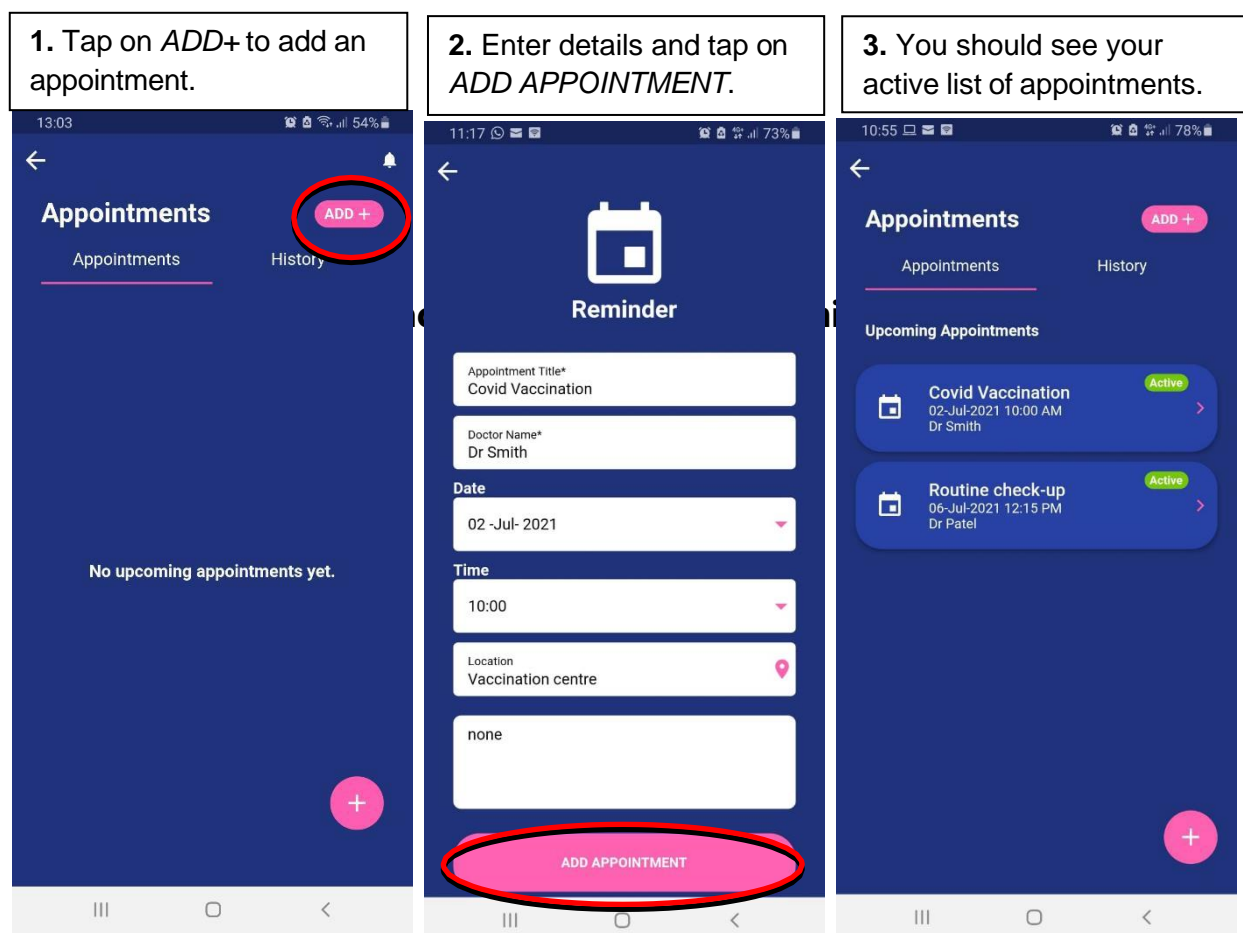 1. Tap on ADD+ to add an
appointment.
13:03
54%
Appointments
ADD +
Appointments
History
No upcoming appointments yet.
+
2. Enter details and tap on
ADD APPOINTMENT.
11:17
73%
Reminder
Appointment Title*
Covid Vaccination
Doctor Name*
Dr Smith
Date
02 -Jul- 2021
Time
10:00
Location
Vaccination centre
none
ADD APPOINTMENT
3. You should see your
active list of appointments.
10:55
78%
Appointments
ADD +
Appointments
History
Upcoming Appointments
Covid Vaccination
Active
02-Jul-2021 10:00 AM
Dr Smith
Routine check-up
Active
06-Jul-2021 12:15 PM
Dr Patel
+